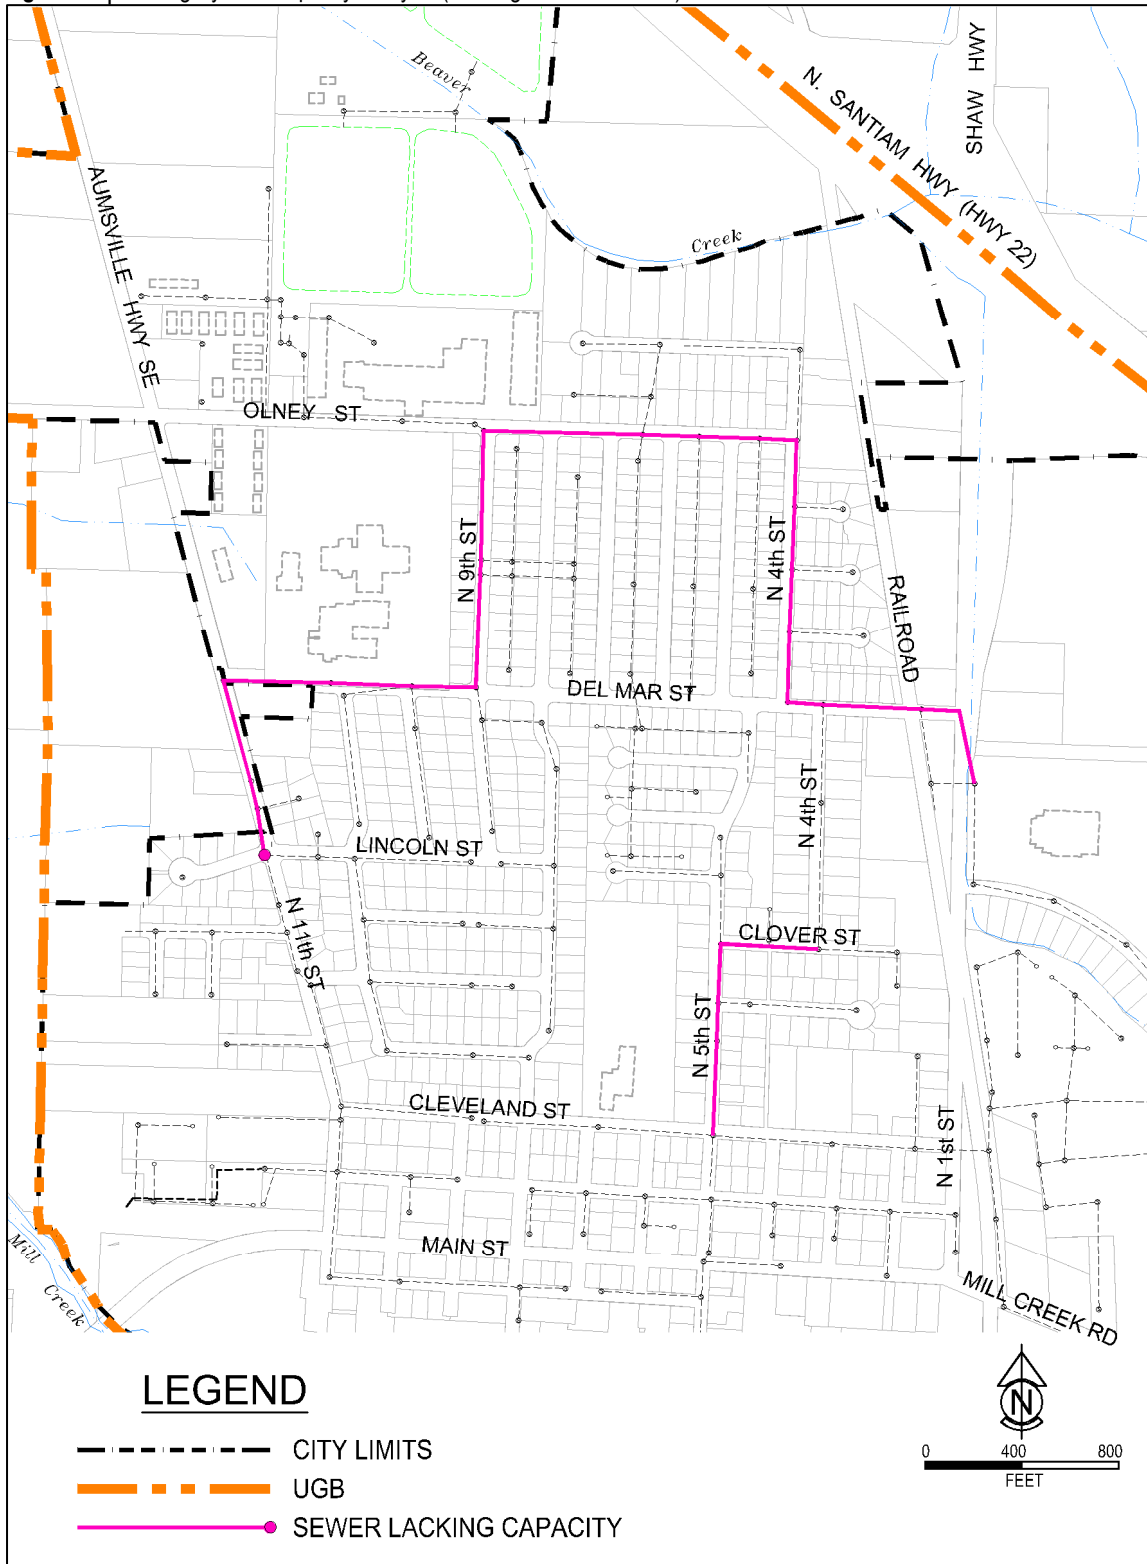 Beaver
N. SANTIAM HWY (HWY 22)
SHAW HWY
AUMSVILLE HWY SE
Creek
OLNEY ST
N 9th ST
N 4th ST
RAILROAD
DEL MAR ST
N 4th ST
LINCOLN ST
N 11th ST
CLOVER ST
N 5th ST
CLEVELAND ST
N 1st ST
MAIN ST
Mill
Creek
MILL CREEK RD
LEGEND
CITY LIMITS
UGB
SEWER LACKING CAPACITY
N
0 400 800
FEET